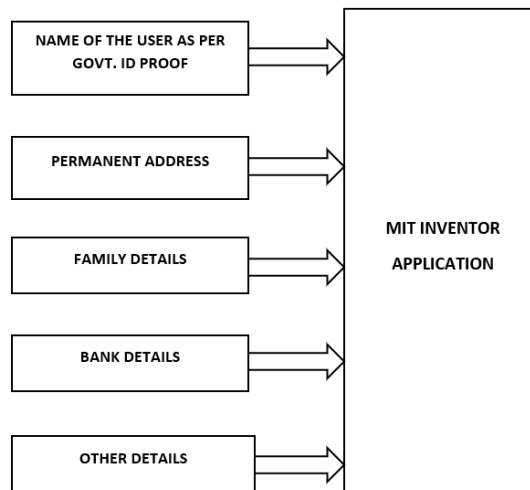 NAME OF THE USER AS PER
GOVT. ID PROOF
PERMANENT ADDRESS
FAMILY DETAILS
BANK DETAILS
OTHER DETAILS
MIT INVENTOR
APPLICATION